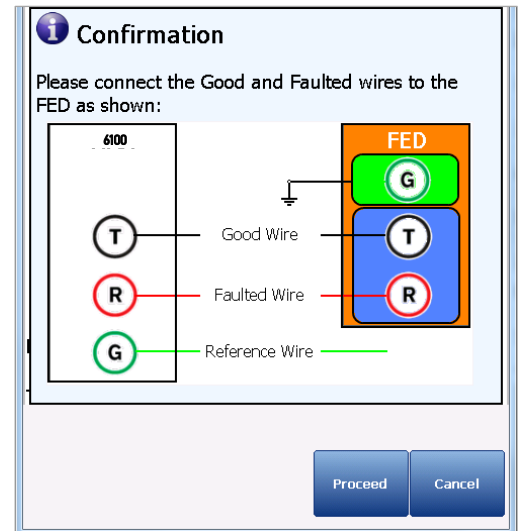 Confirmation
Please connect the Good and Faulted wires to the
FED as shown:
6100
FED
G
T
Good Wire
T
R
Faulted Wire
R
G
Reference Wire
Proceed
Cancel